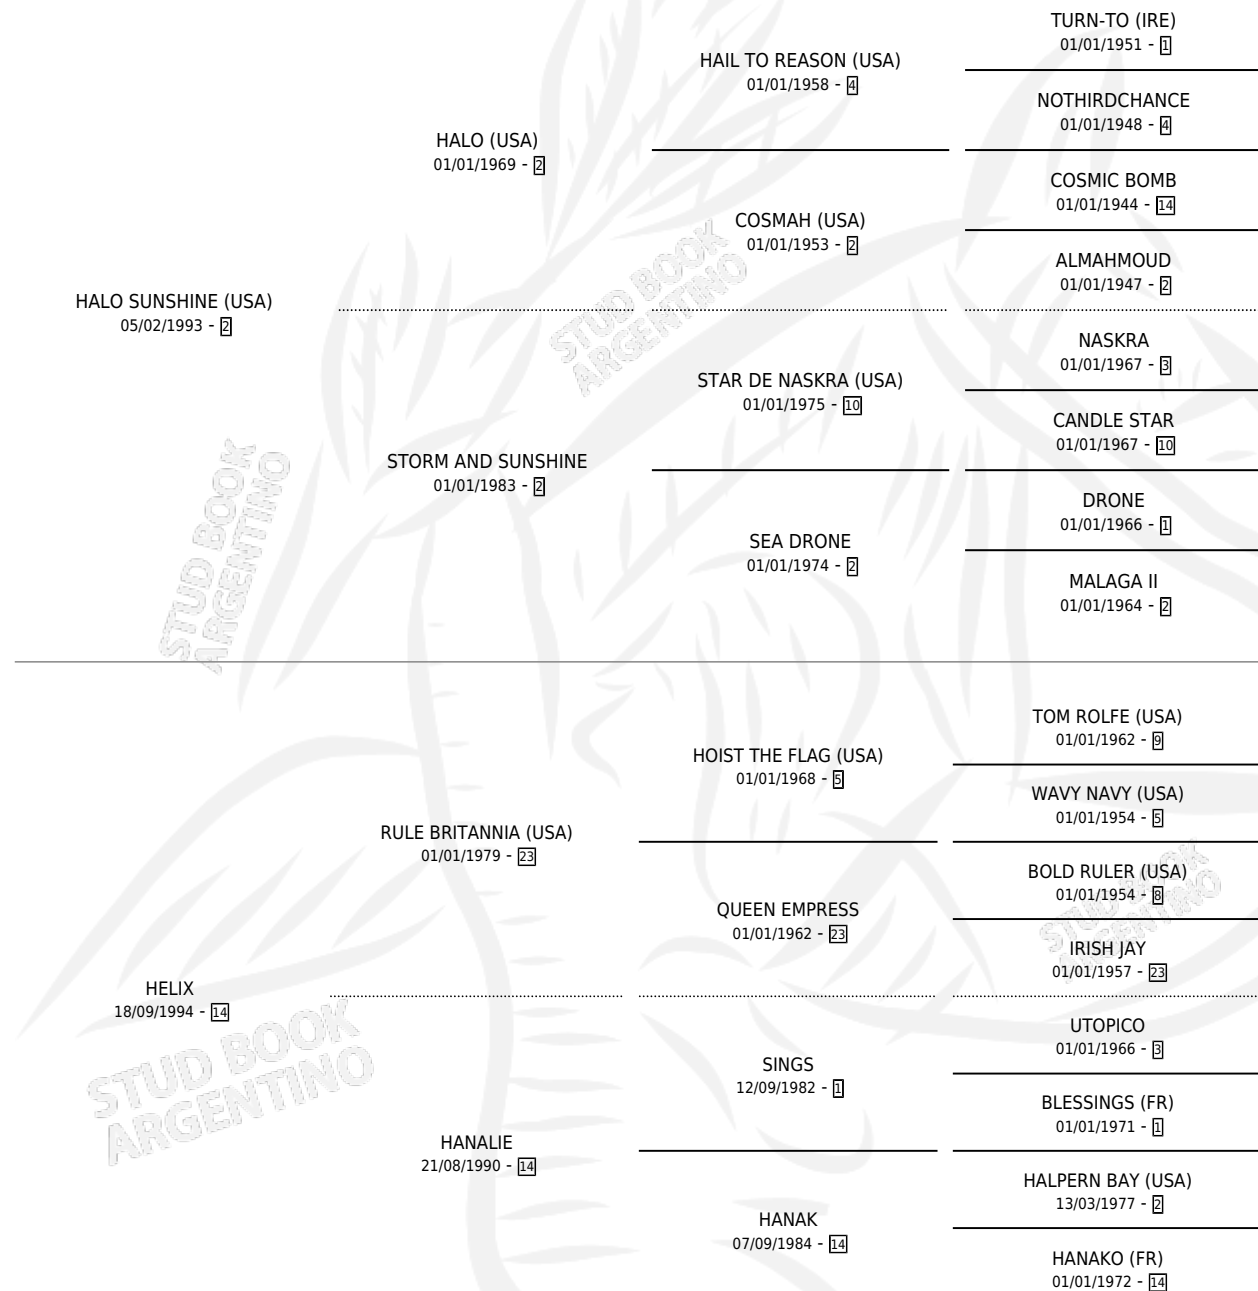 TURN-TO (IRE)
01/01/1951 - 1
HAIL TO REASON (USA)
01/01/1958 - 4
NOTHIRDCHANCE
01/01/1948 - 4
HALO (USA)
01/01/1969 - 2
COSMIC BOMB
01/01/1944 - 14
COSMAH (USA)
01/01/1953 - 2
ALMAHMOUD
01/01/1947 - 2
HALO SUNSHINE (USA)
05/02/1993 - 2
STUD BOOK
ARGENTINO
NASKRA
01/01/1967 - 3
STAR DE NASKRA (USA)
01/01/1975 - 10
CANDLE STAR
01/01/1967 - 10
STORM AND SUNSHINE
01/01/1983 - 2
DRONE
01/01/1966 - 1
SEA DRONE
01/01/1974 - 2
MALAGA II
01/01/1964 - 2
STUD BOOK
ARGENTINO
TOM ROLFE (USA)
01/01/1962 - 9
HOIST THE FLAG (USA)
01/01/1968 - 5
WAVY NAVY (USA)
01/01/1954 - 5
RULE BRITANNIA (USA)
01/01/1979 - 23
BOLD RULER (USA)
01/01/1954 - 8
QUEEN EMPRESS
01/01/1962 - 23
STUD BOOK
ARGENTINO
IRISH JAY
01/01/1957 - 23
HELIX
18/09/1994 - 14
STUD BOOK
ARGENTINO
UTOPICO
01/01/1966 - 3
SINGS
12/09/1982 - 1
BLESSINGS (FR)
01/01/1971 - 1
HANALIE
21/08/1990 - 14
HALPERN BAY (USA)
13/03/1977 - 2
HANAK
07/09/1984 - 14
HANAKO (FR)
01/01/1972 - 14